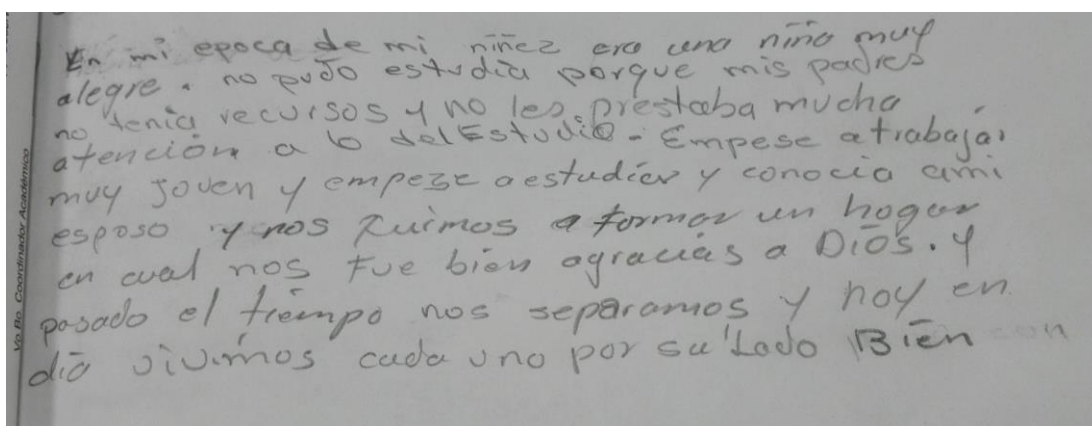 En mi epoca de mi niñez era una niña muy
alegre. no pudo estudia porque mis padres
no tenia recursos y no les prestaba mucha
atención a lo del Estudio - Empese a trabajar
muy joven y empeze a estudier y conocia ami
esposo y nos fuimos a formar un hogar
en cual nos fue bien agracias a Dios. y
pasado el tiempo nos separamos y hoy en
día vivimos cada uno por su Lado Bien
Vo.Bo. Coordinador Académico